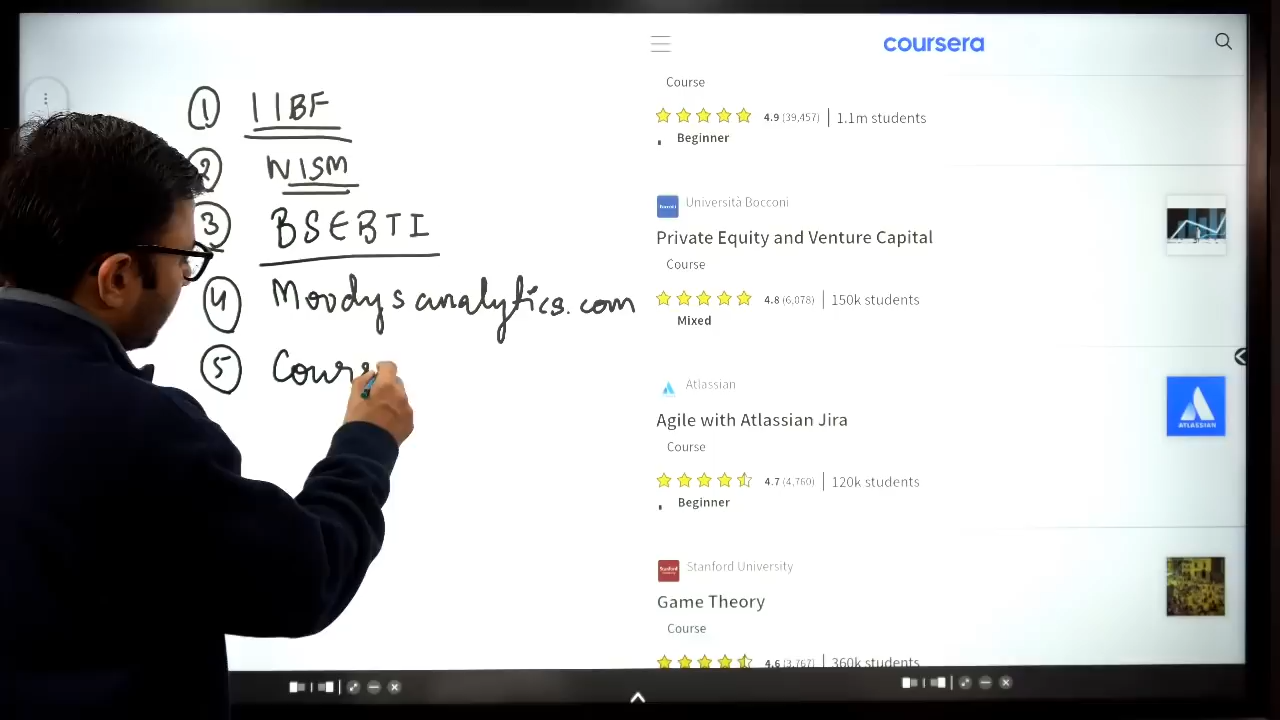 ① IIBF
② NISM
③ BSEBTI
④ Moodysanalytics.com
⑤ Cours
coursera
Course
4.9 (39,457) | 1.1m students
Beginner
Università Bocconi
Private Equity and Venture Capital
Course
4.8 (6,078) | 150k students
Mixed
Atlassian
Agile with Atlassian Jira
Course
ATLASSIAN
4.7 (4,760) | 120k students
Beginner
Stanford University
Game Theory
Course
4.6 (3,767) | 360k students